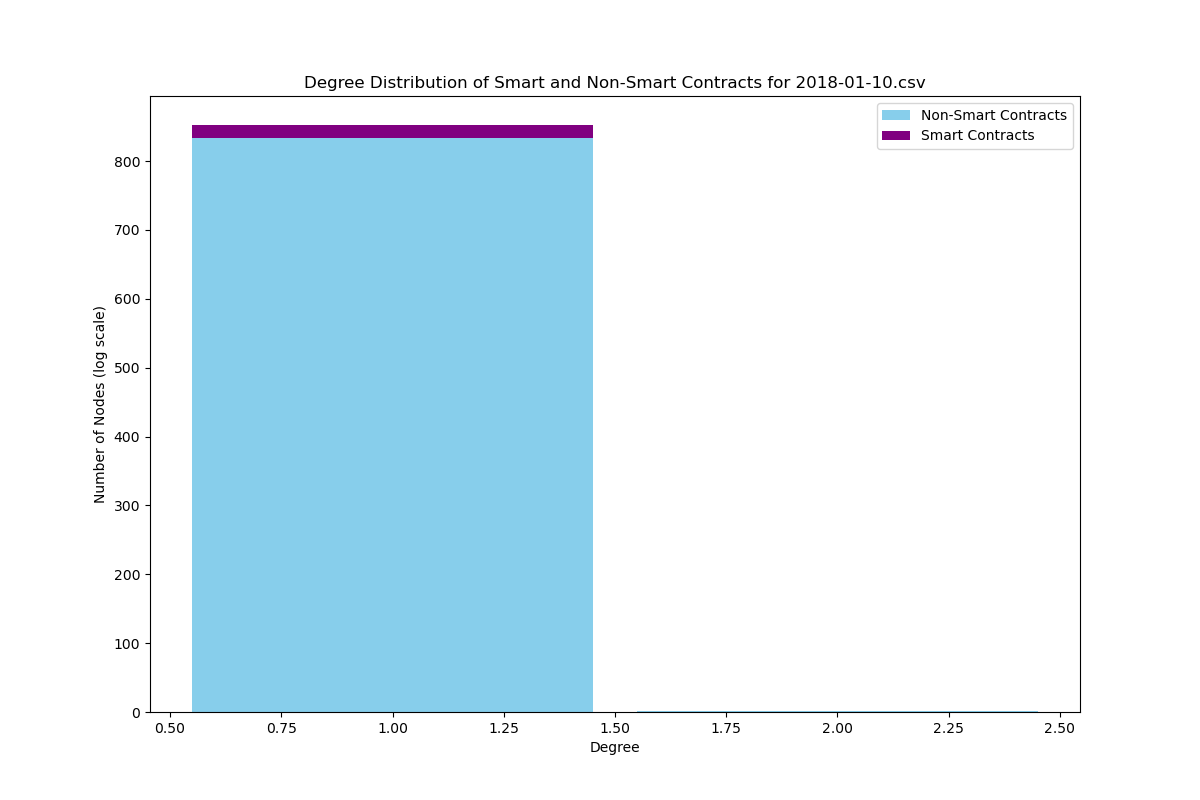 Degree Distribution of Smart and Non-Smart Contracts for 2018-01-10.csv
Non-Smart Contracts
Smart Contracts
Number of Nodes (log scale)
800
700
600
500
400
300
200
100
0
0.50 0.75 1.00 1.25 1.50 1.75 2.00 2.25 2.50
Degree